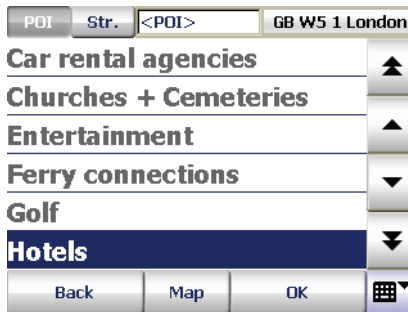 POI Str. <POI> GB W5 1 London
Car rental agencies
Churches + Cemeteries
Entertainment
Ferry connections
Golf
Hotels
Back Map OK